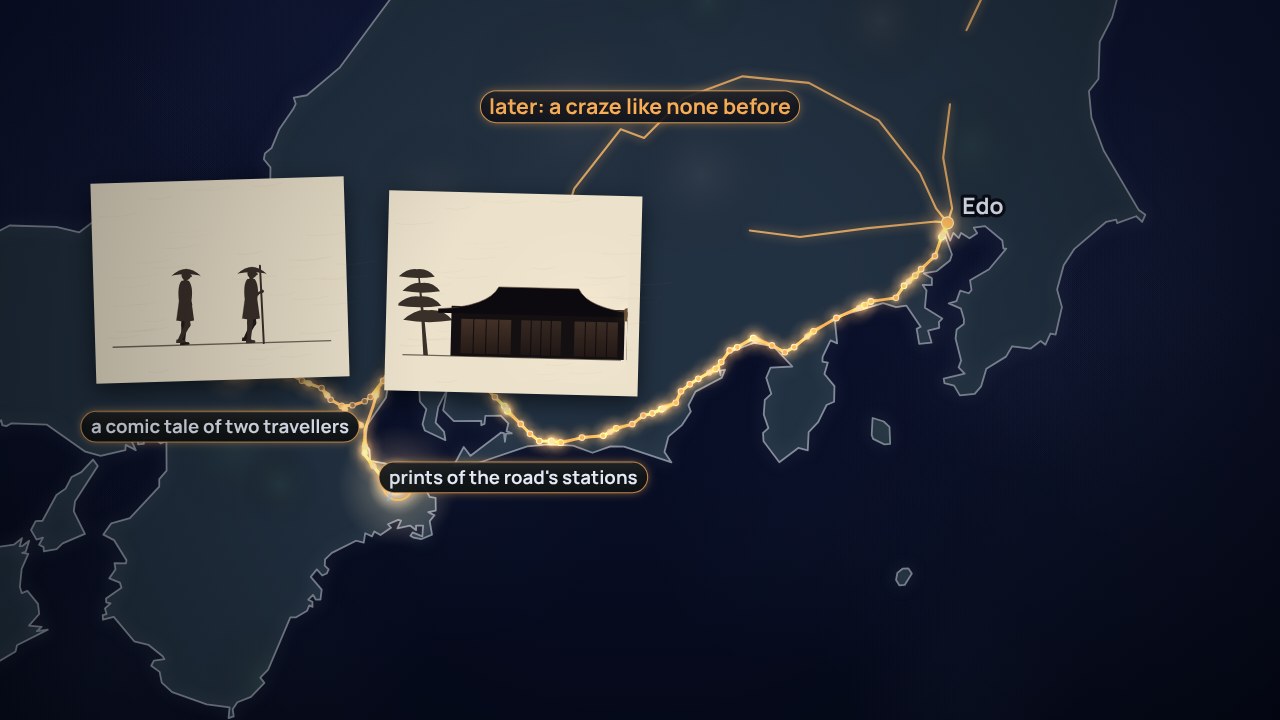 later: a craze like none before
Edo
a comic tale of two travellers
prints of the road's stations